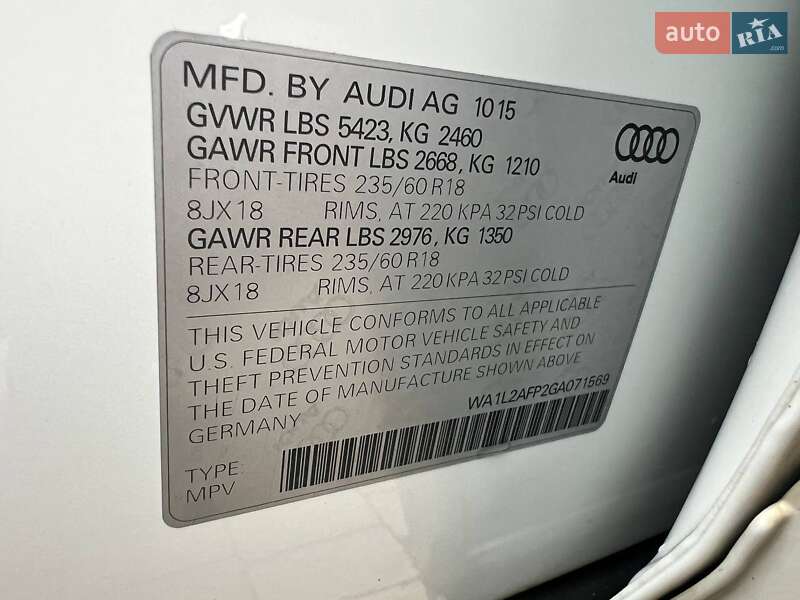 auto RIA.com
MFD. BY AUDI AG 10 15
GVWR LBS 5423, KG 2460
GAWR FRONT LBS 2668, KG 1210
FRONT-TIRES 235/60 R18
8JX18 RIMS, AT 220 KPA 32 PSI COLD
GAWR REAR LBS 2976, KG 1350
REAR-TIRES 235/60 R18
8JX18 RIMS, AT 220 KPA 32 PSI COLD
Audi
THIS VEHICLE CONFORMS TO ALL APPLICABLE
U.S. FEDERAL MOTOR VEHICLE SAFETY AND
THEFT PREVENTION STANDARDS IN EFFECT ON
THE DATE OF MANUFACTURE SHOWN ABOVE
GERMANY
WA1L2AFP2GA071569
TYPE:
MPV